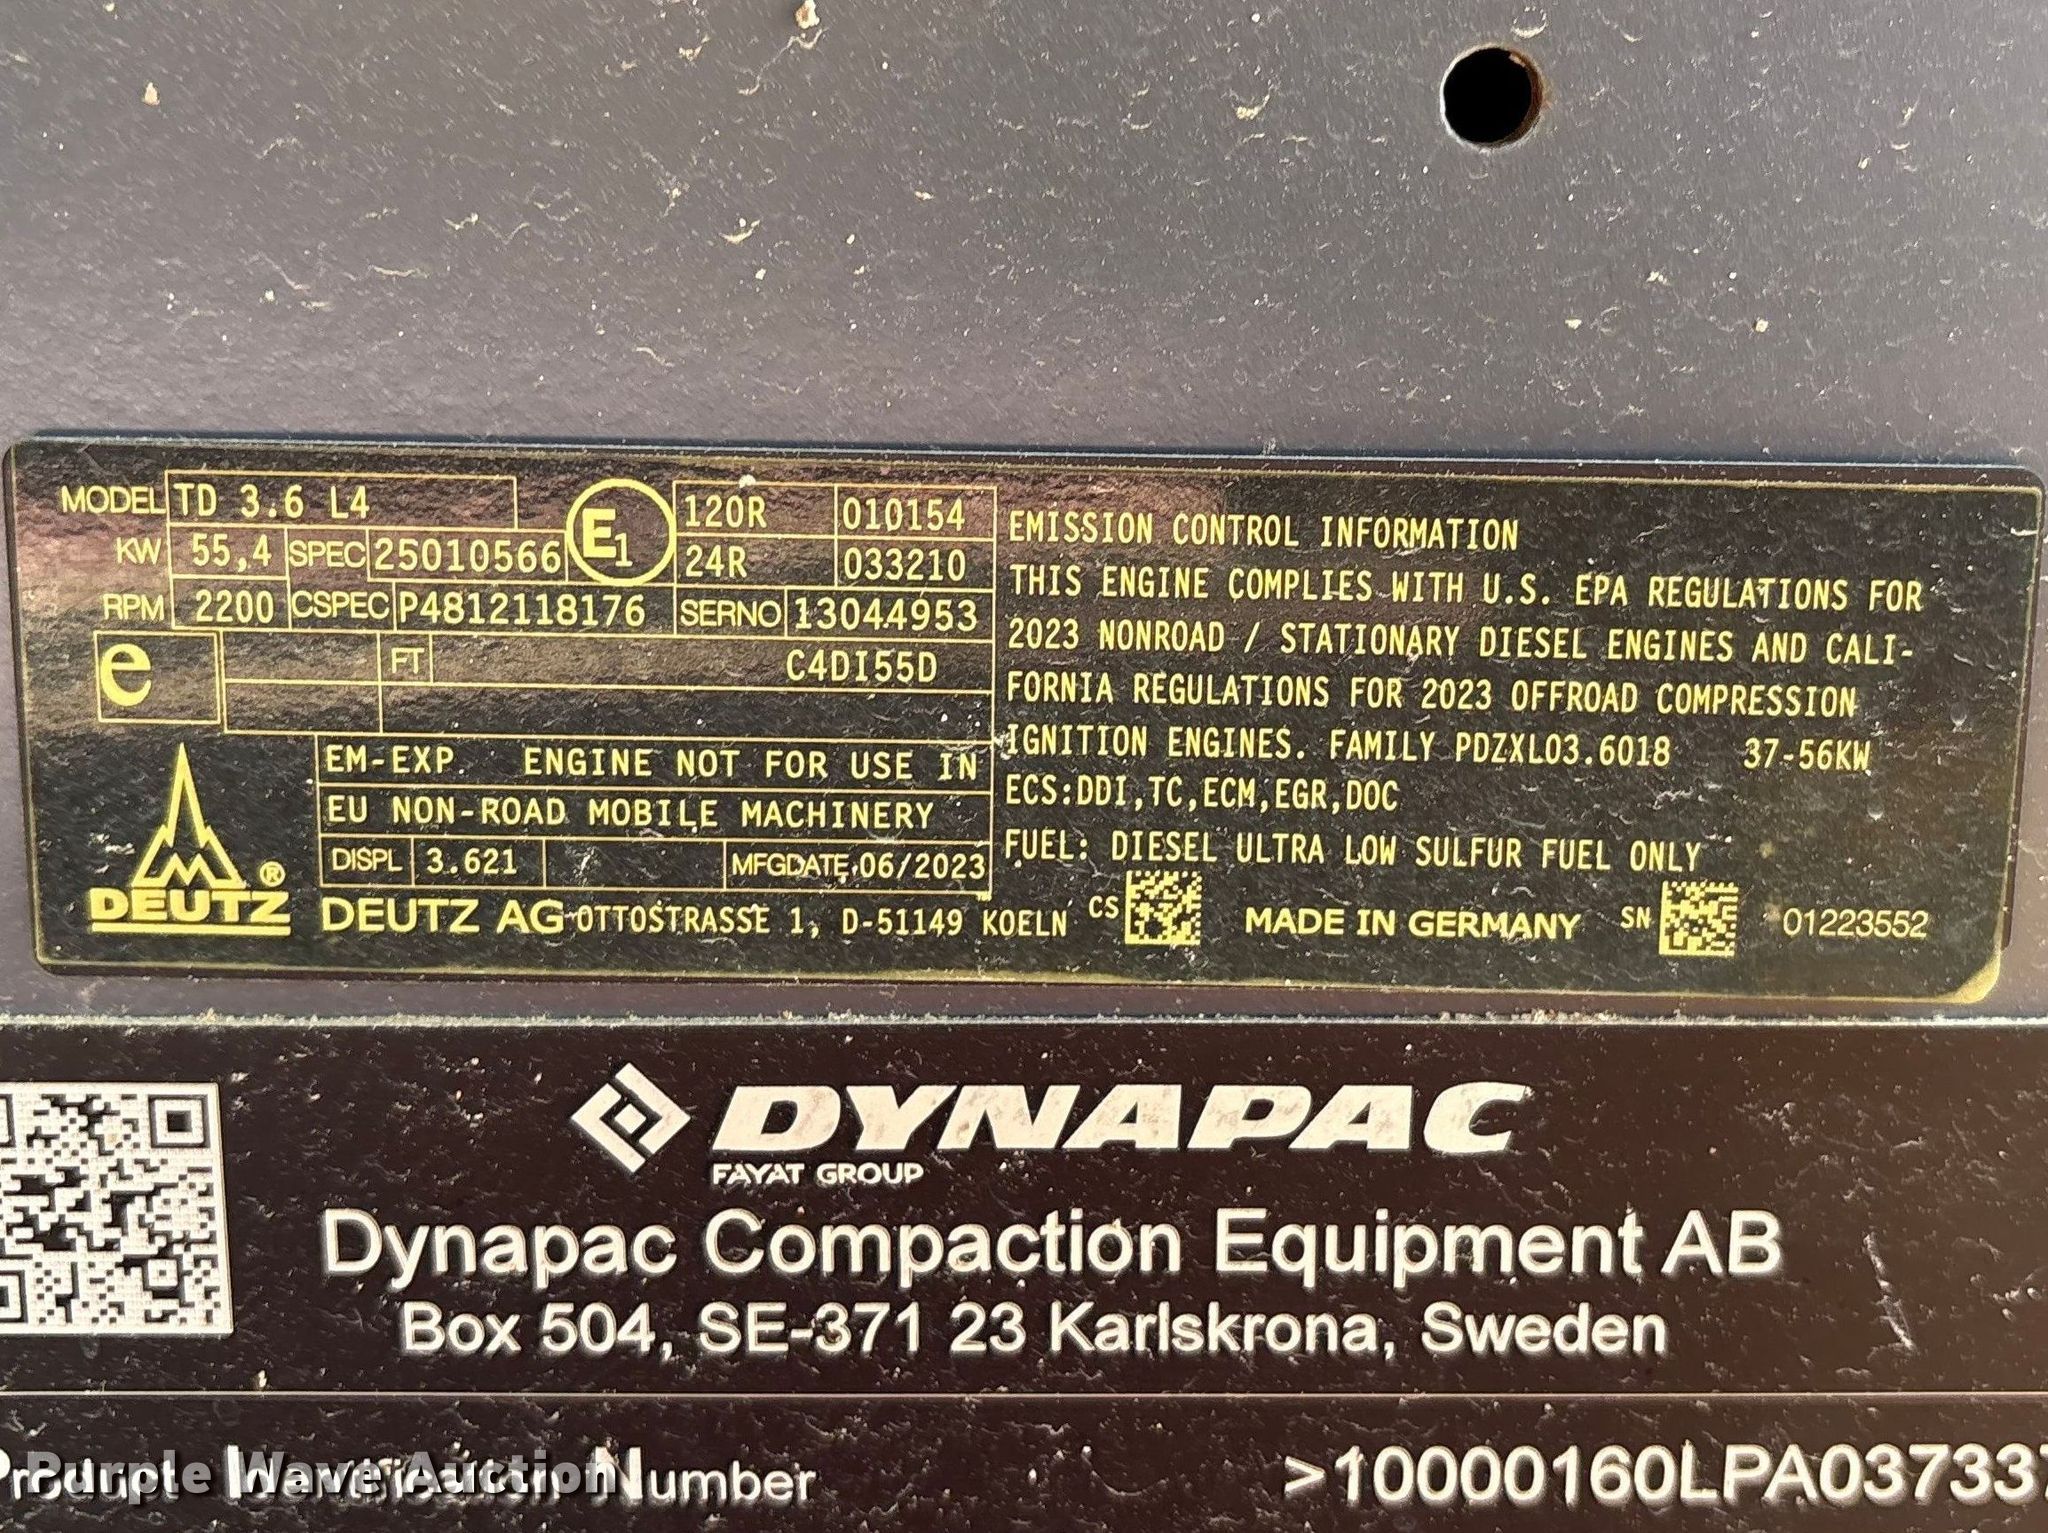 MODEL TD 3.6 L4
KW 55,4 SPEC 25010566 E1 120R 010154
24R 033210
RPM 2200 CSPEC P4812118176 SERNO 13044953
e FT C4DI55D
EM-EXP. ENGINE NOT FOR USE IN
EU NON-ROAD MOBILE MACHINERY
DISPL 3.621 MFGDATE 06/2023
DEUTZ ®
DEUTZ AG OTTOSTRASSE 1, D-51149 KOELN
EMISSION CONTROL INFORMATION
THIS ENGINE COMPLIES WITH U.S. EPA REGULATIONS FOR
2023 NONROAD / STATIONARY DIESEL ENGINES AND CALI-
FORNIA REGULATIONS FOR 2023 OFFROAD COMPRESSION
IGNITION ENGINES. FAMILY PDZXL03.6018 37-56KW
ECS:DDI,TC,ECM,EGR,DOC
FUEL: DIESEL ULTRA LOW SULFUR FUEL ONLY
CS MADE IN GERMANY SN 01223552
DYNAPAC
FAYAT GROUP
Dynapac Compaction Equipment AB
Box 504, SE-371 23 Karlskrona, Sweden
Product Identification Number >10000160LPA037337
Purple Wave Auction